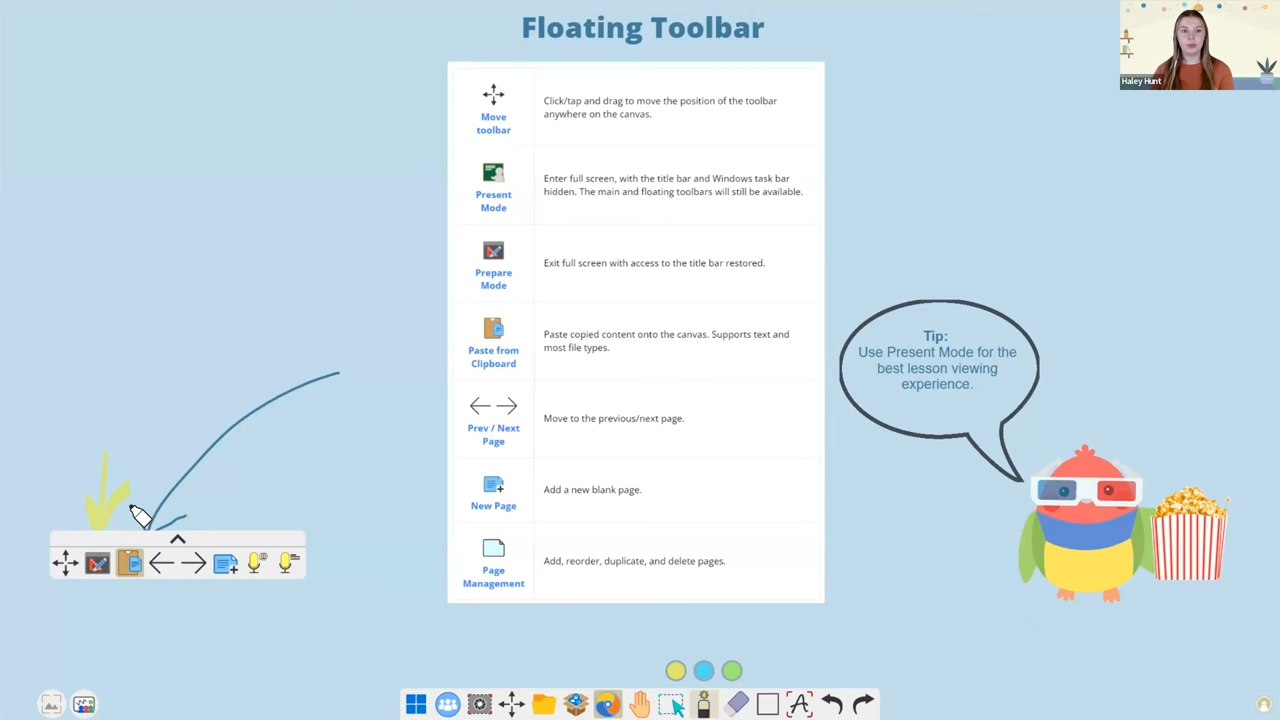 Floating Toolbar
Haley Hunt
Move
toolbar
Click/tap and drag to move the position of the toolbar
anywhere on the canvas.
Present
Mode
Enter full screen, with the title bar and Windows task bar
hidden. The main and floating toolbars will still be available.
Prepare
Mode
Exit full screen with access to the title bar restored.
Paste from
Clipboard
Paste copied content onto the canvas. Supports text and
most file types.
Prev / Next
Page
Move to the previous/next page.
New Page
Add a new blank page.
Page
Management
Add, reorder, duplicate, and delete pages.
Tip:
Use Present Mode for the
best lesson viewing
experience.